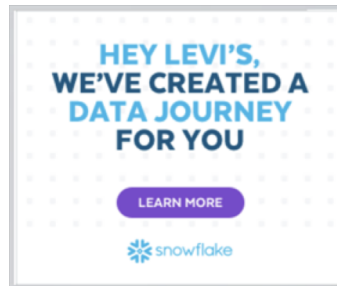 HEY LEVI'S,
WE'VE CREATED A
DATA JOURNEY
FOR YOU
LEARN MORE
snowflake